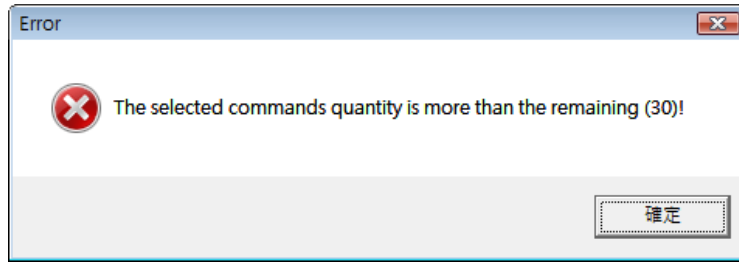 Error
The selected commands quantity is more than the remaining (30)!
確定